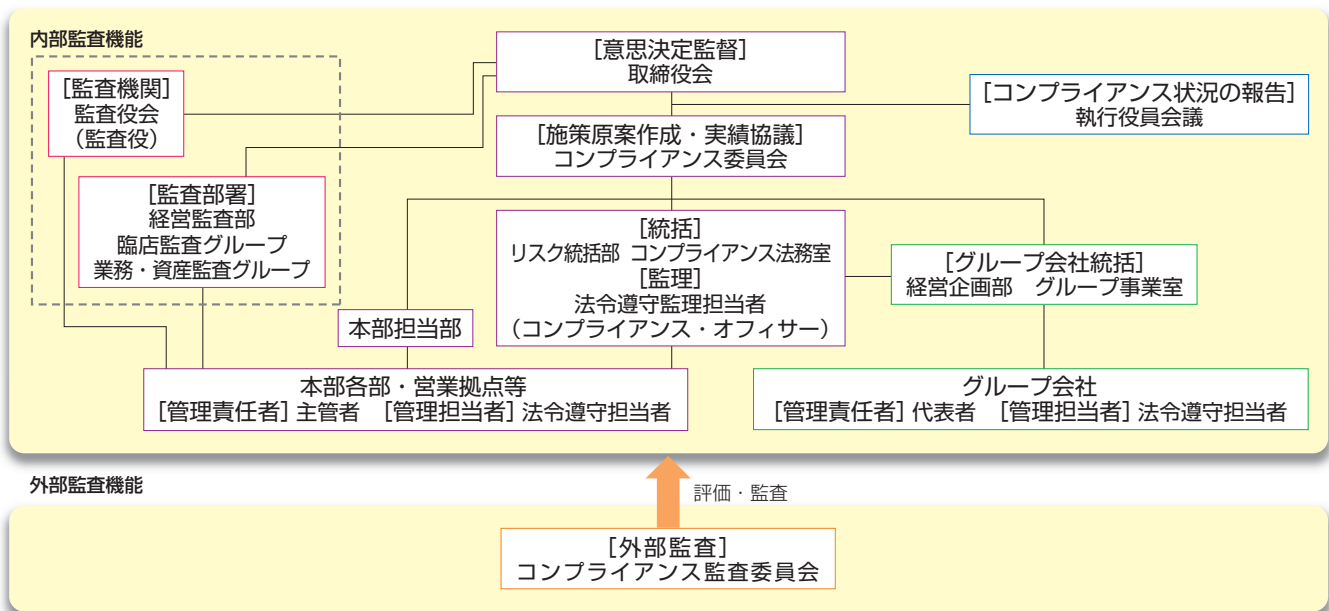 内部監査機能
[監査機関]
監査役会
（監査役）
[監査部署]
経営監査部
臨店監査グループ
業務・資産監査グループ
[意思決定監督]
取締役会
[コンプライアンス状況の報告]
執行役員会議
[施策原案作成・実績協議]
コンプライアンス委員会
[統括]
リスク統括部 コンプライアンス法務室
[監理]
法令遵守監理担当者
（コンプライアンス・オフィサー）
[グループ会社統括]
経営企画部　グループ事業室
本部担当部
本部各部・営業拠点等
[管理責任者] 主管者　[管理担当者] 法令遵守担当者
グループ会社
[管理責任者] 代表者　[管理担当者] 法令遵守担当者
外部監査機能
評価・監査
[外部監査]
コンプライアンス監査委員会